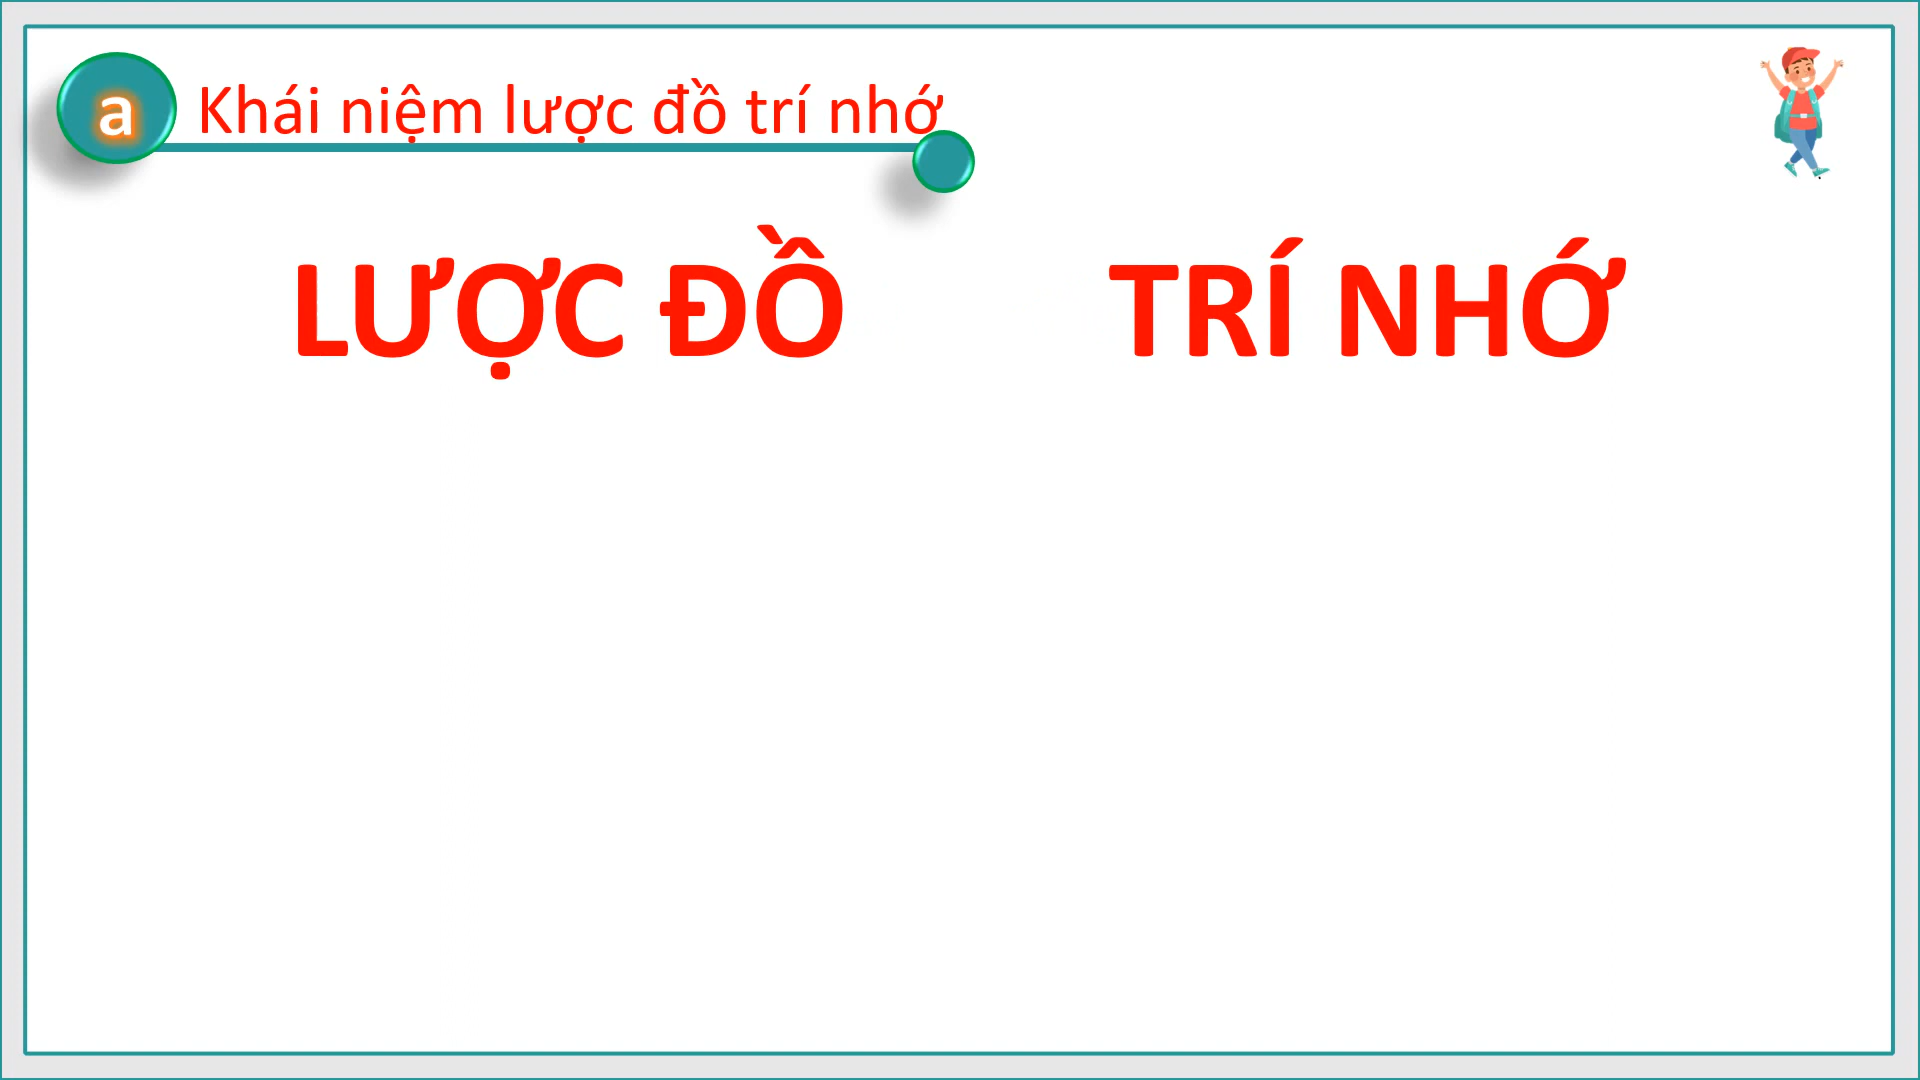 a
Khái niệm lược đồ trí nhớ
LƯỢC ĐỒ TRÍ NHỚ